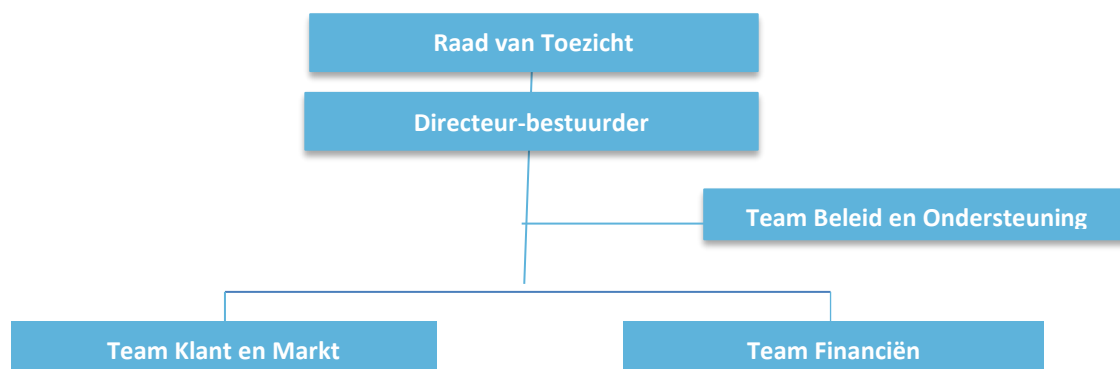 Raad van Toezicht
Directeur-bestuurder
Team Beleid en Ondersteuning
Team Klant en Markt
Team Financiën